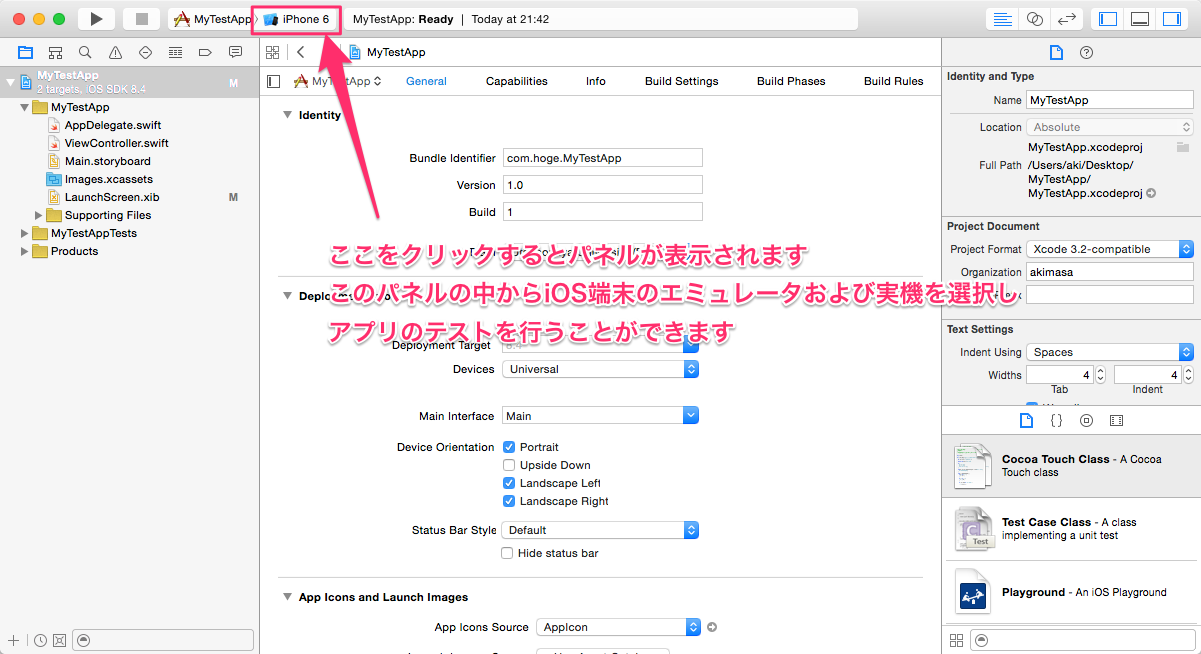 MyTestApp
iPhone 6
MyTestApp: Ready | Today at 21:42
MyTestApp
2 targets, iOS SDK 8.4
M
MyTestApp
AppDelegate.swift
ViewController.swift
Main.storyboard
Images.xcassets
LaunchScreen.xib
M
Supporting Files
MyTestAppTests
Products
MyTestApp
General
Capabilities
Info
Build Settings
Build Phases
Build Rules
Identity
Bundle Identifier
com.hoge.MyTestApp
Version
1.0
Build
1
ここをクリックするとパネルが表示されます
このパネルの中からiOS端末のエミュレータおよび実機を選択し
アプリのテストを行うことができます
Deployment Target
8.4
Devices
Universal
Main Interface
Main
Device Orientation
Portrait
Upside Down
Landscape Left
Landscape Right
Status Bar Style
Default
Hide status bar
App Icons and Launch Images
App Icons Source
AppIcon
Identity and Type
Name
MyTestApp
Location
Absolute
MyTestApp.xcodeproj
Full Path
/Users/aki/Desktop/
MyTestApp/
MyTestApp.xcodeproj
Project Document
Project Format
Xcode 3.2-compatible
Organization
akimasa
Text Settings
Indent Using
Spaces
Widths
4
4
Tab
Indent
{}
Cocoa Touch Class - A Cocoa
Touch class
C
Test
Test Case Class - A class
implementing a unit test
Playground - An iOS Playground